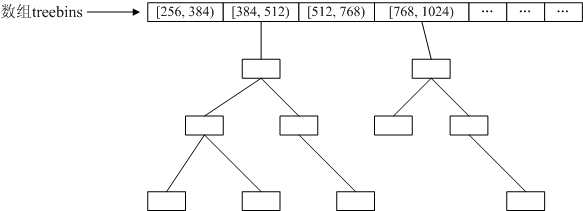 数组treebins [256, 384) [384, 512) [512, 768) [768, 1024) ... ... ...